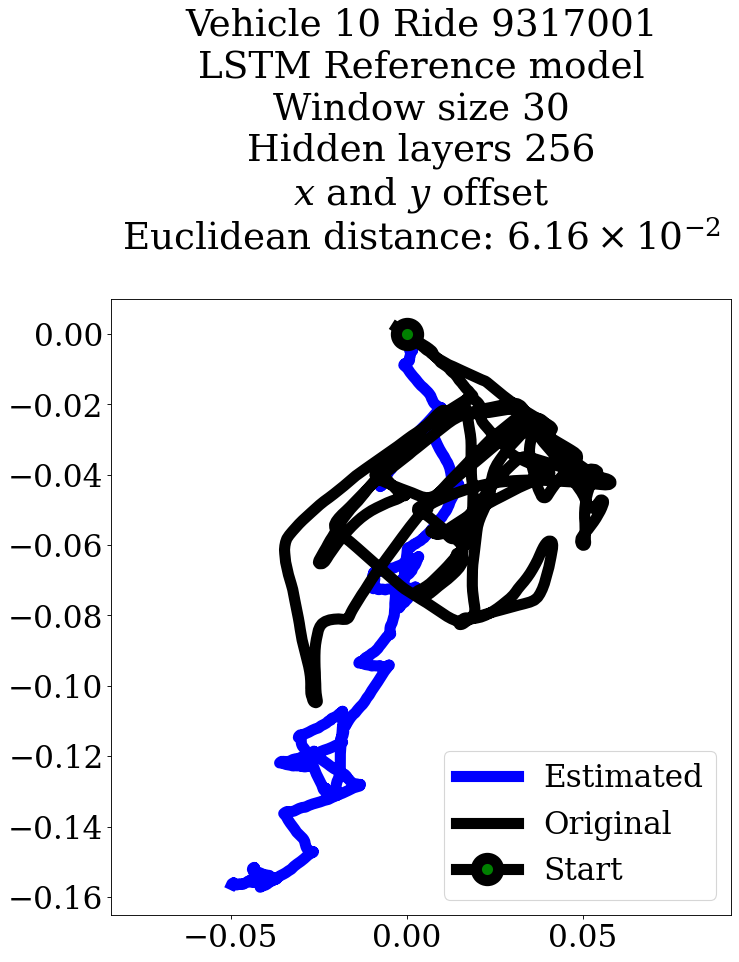 Vehicle 10 Ride 9317001
LSTM Reference model
Window size 30
Hidden layers 256
x and y offset
Euclidean distance: 6.16 × 10⁻²
0.00
−0.02
−0.04
−0.06
−0.08
−0.10
−0.12
−0.14
−0.16
Estimated
Original
Start
−0.05
0.00
0.05